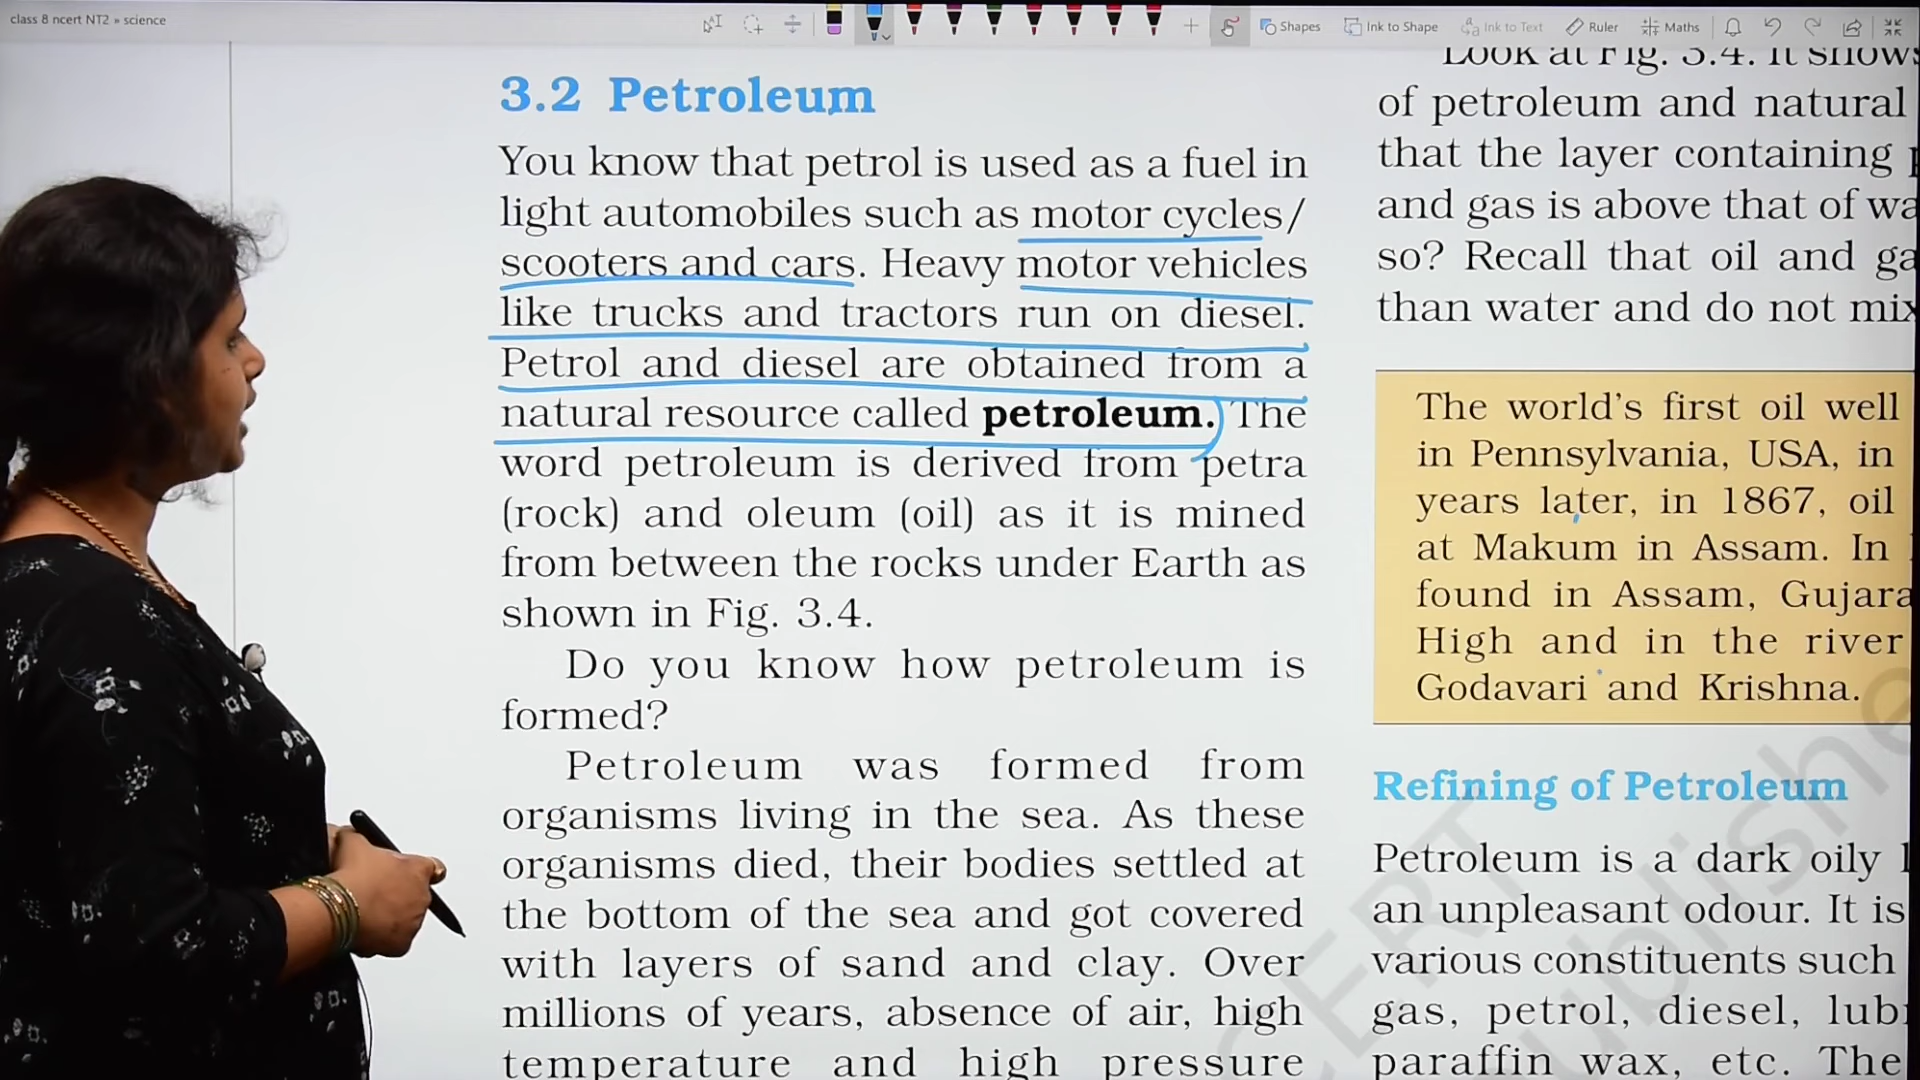 class 8 ncert NT2 » science
Shapes
Ink to Shape
Ink to Text
Ruler
Maths
3.2 Petroleum
You know that petrol is used as a fuel in
light automobiles such as motor cycles/
scooters and cars. Heavy motor vehicles
like trucks and tractors run on diesel.
Petrol and diesel are obtained from a
natural resource called petroleum. The
word petroleum is derived from petra
(rock) and oleum (oil) as it is mined
from between the rocks under Earth as
shown in Fig. 3.4.
Do you know how petroleum is
formed?
Petroleum was formed from
organisms living in the sea. As these
organisms died, their bodies settled at
the bottom of the sea and got covered
with layers of sand and clay. Over
millions of years, absence of air, high
temperature and high pressure
Look at Fig. 3.4. It shows
of petroleum and natural
that the layer containing
and gas is above that of
so? Recall that oil and
than water and do not
The world's first oil well
in Pennsylvania, USA, in
years later, in 1867, oil
at Makum in Assam. In
found in Assam,
High and in the river
Godavari and Krishna.
Refining of Petroleum
Petroleum is a dark oily
an unpleasant odour. It is
various constituents such
gas, petrol, diesel,
paraffin wax, etc. The